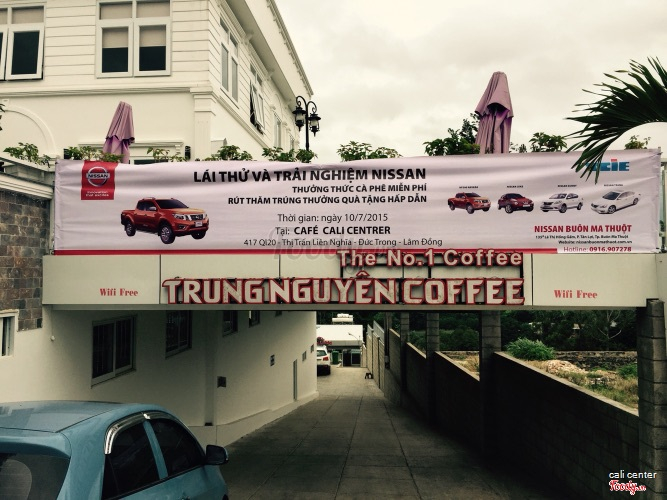 LÁI THỬ VÀ TRẢI NGHIỆM NISSAN
THƯỞNG THỨC CÀ PHÊ MIỄN PHÍ
RÚT THĂM TRÚNG THƯỞNG QUÀ TẶNG HẤP DẪN
Thời gian: ngày 10/7/2015
Tại: CAFÉ CALI CENTRER
417 Ql20 - Thị Trấn Liên Nghĩa - Đức Trọng - Lâm Đồng
NISSAN
NISSAN BUÔN MA THUỘT
Hotline: 0916.907278
The No.1 Coffee
TRUNG NGUYÊN COFFEE
Wifi Free
Wifi Free
cali center
Foody.vn